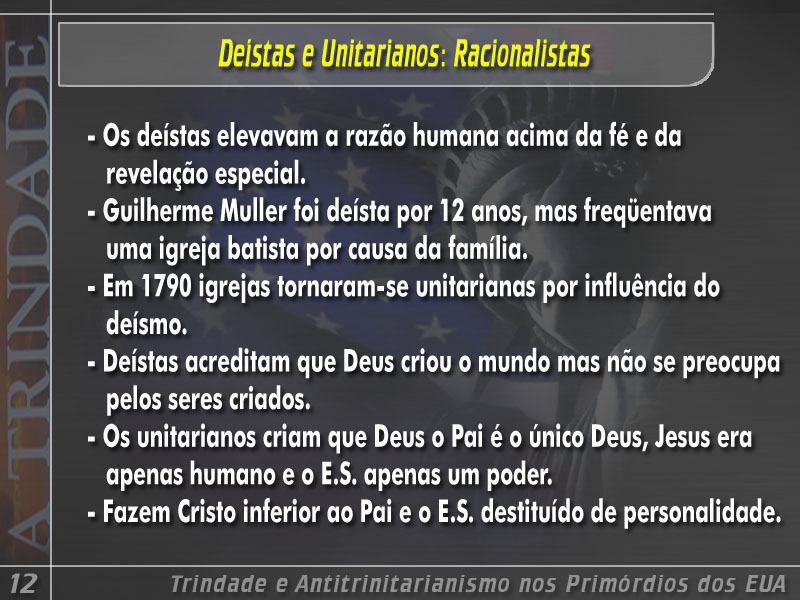 Deístas e Unitarianos: Racionalistas
- Os deístas elevavam a razão humana acima da fé e da
revelação especial.
- Guilherme Muller foi deísta por 12 anos, mas freqüentava
uma igreja batista por causa da família.
- Em 1790 igrejas tornaram-se unitarianas por influência do
deísmo.
- Deístas acreditam que Deus criou o mundo mas não se preocupa
pelos seres criados.
- Os unitarianos criam que Deus o Pai é o único Deus, Jesus era
apenas humano e o E.S. apenas um poder.
- Fazem Cristo inferior ao Pai e o E.S. destituído de personalidade.
A TRINDADE
12
Trindade e Antitrinitarianismo nos Primórdios dos EUA